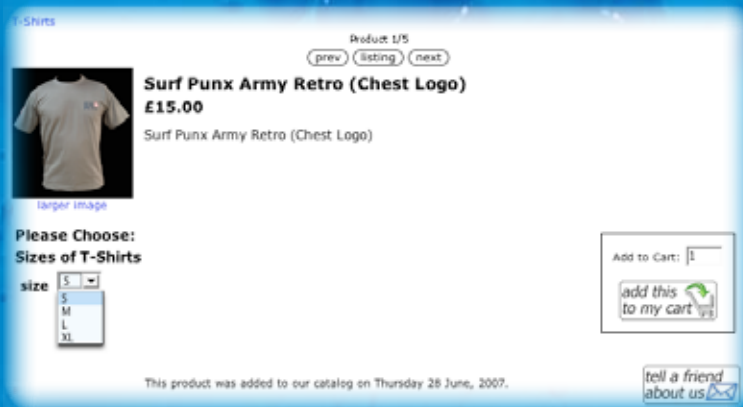 T-Shirts
Product 1/5
prev listing next
Surf Punx Army Retro (Chest Logo)
£15.00
Surf Punx Army Retro (Chest Logo)
larger image
Please Choose:
Sizes of T-Shirts
size S
S
M
L
XL
Add to Cart: 1
add this
to my cart
This product was added to our catalog on Thursday 28 June, 2007.
tell a friend
about us